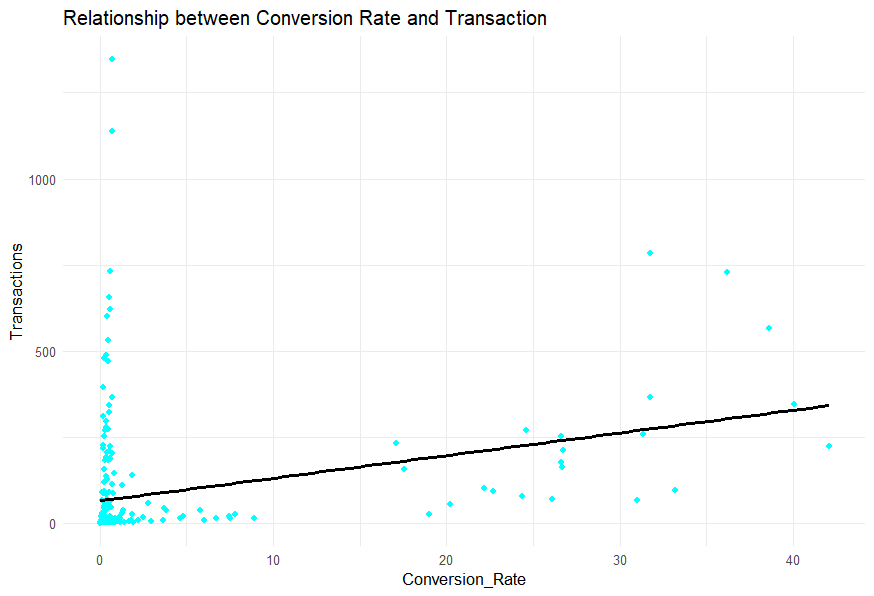 Relationship between Conversion Rate and Transaction
1000
500
0
Transactions
0 10 20 30 40
Conversion_Rate